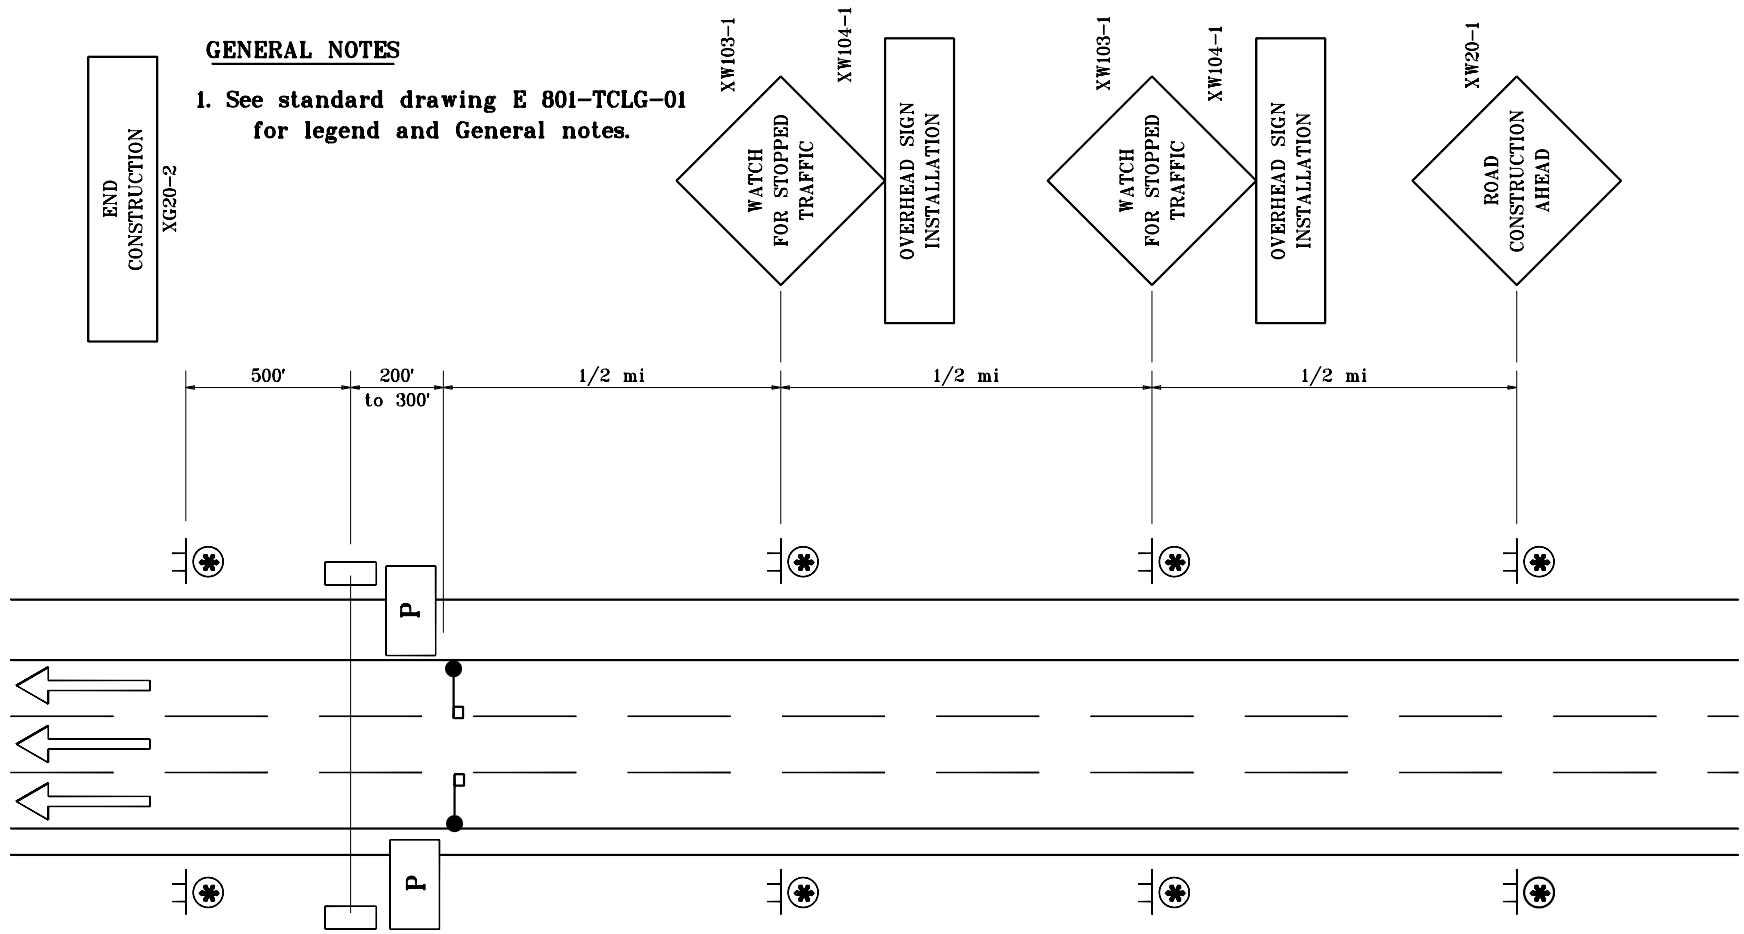 GENERAL NOTES
1. See standard drawing E 801-TCLG-01
for legend and General notes.
END
CONSTRUCTION
XG20-2
XW103-1
WATCH
FOR STOPPED
TRAFFIC
XW104-1
OVERHEAD SIGN
INSTALLATION
XW103-1
WATCH
FOR STOPPED
TRAFFIC
XW104-1
OVERHEAD SIGN
INSTALLATION
XW20-1
ROAD
CONSTRUCTION
AHEAD
500'
200'
to 300'
1/2 mi
1/2 mi
1/2 mi
P
P